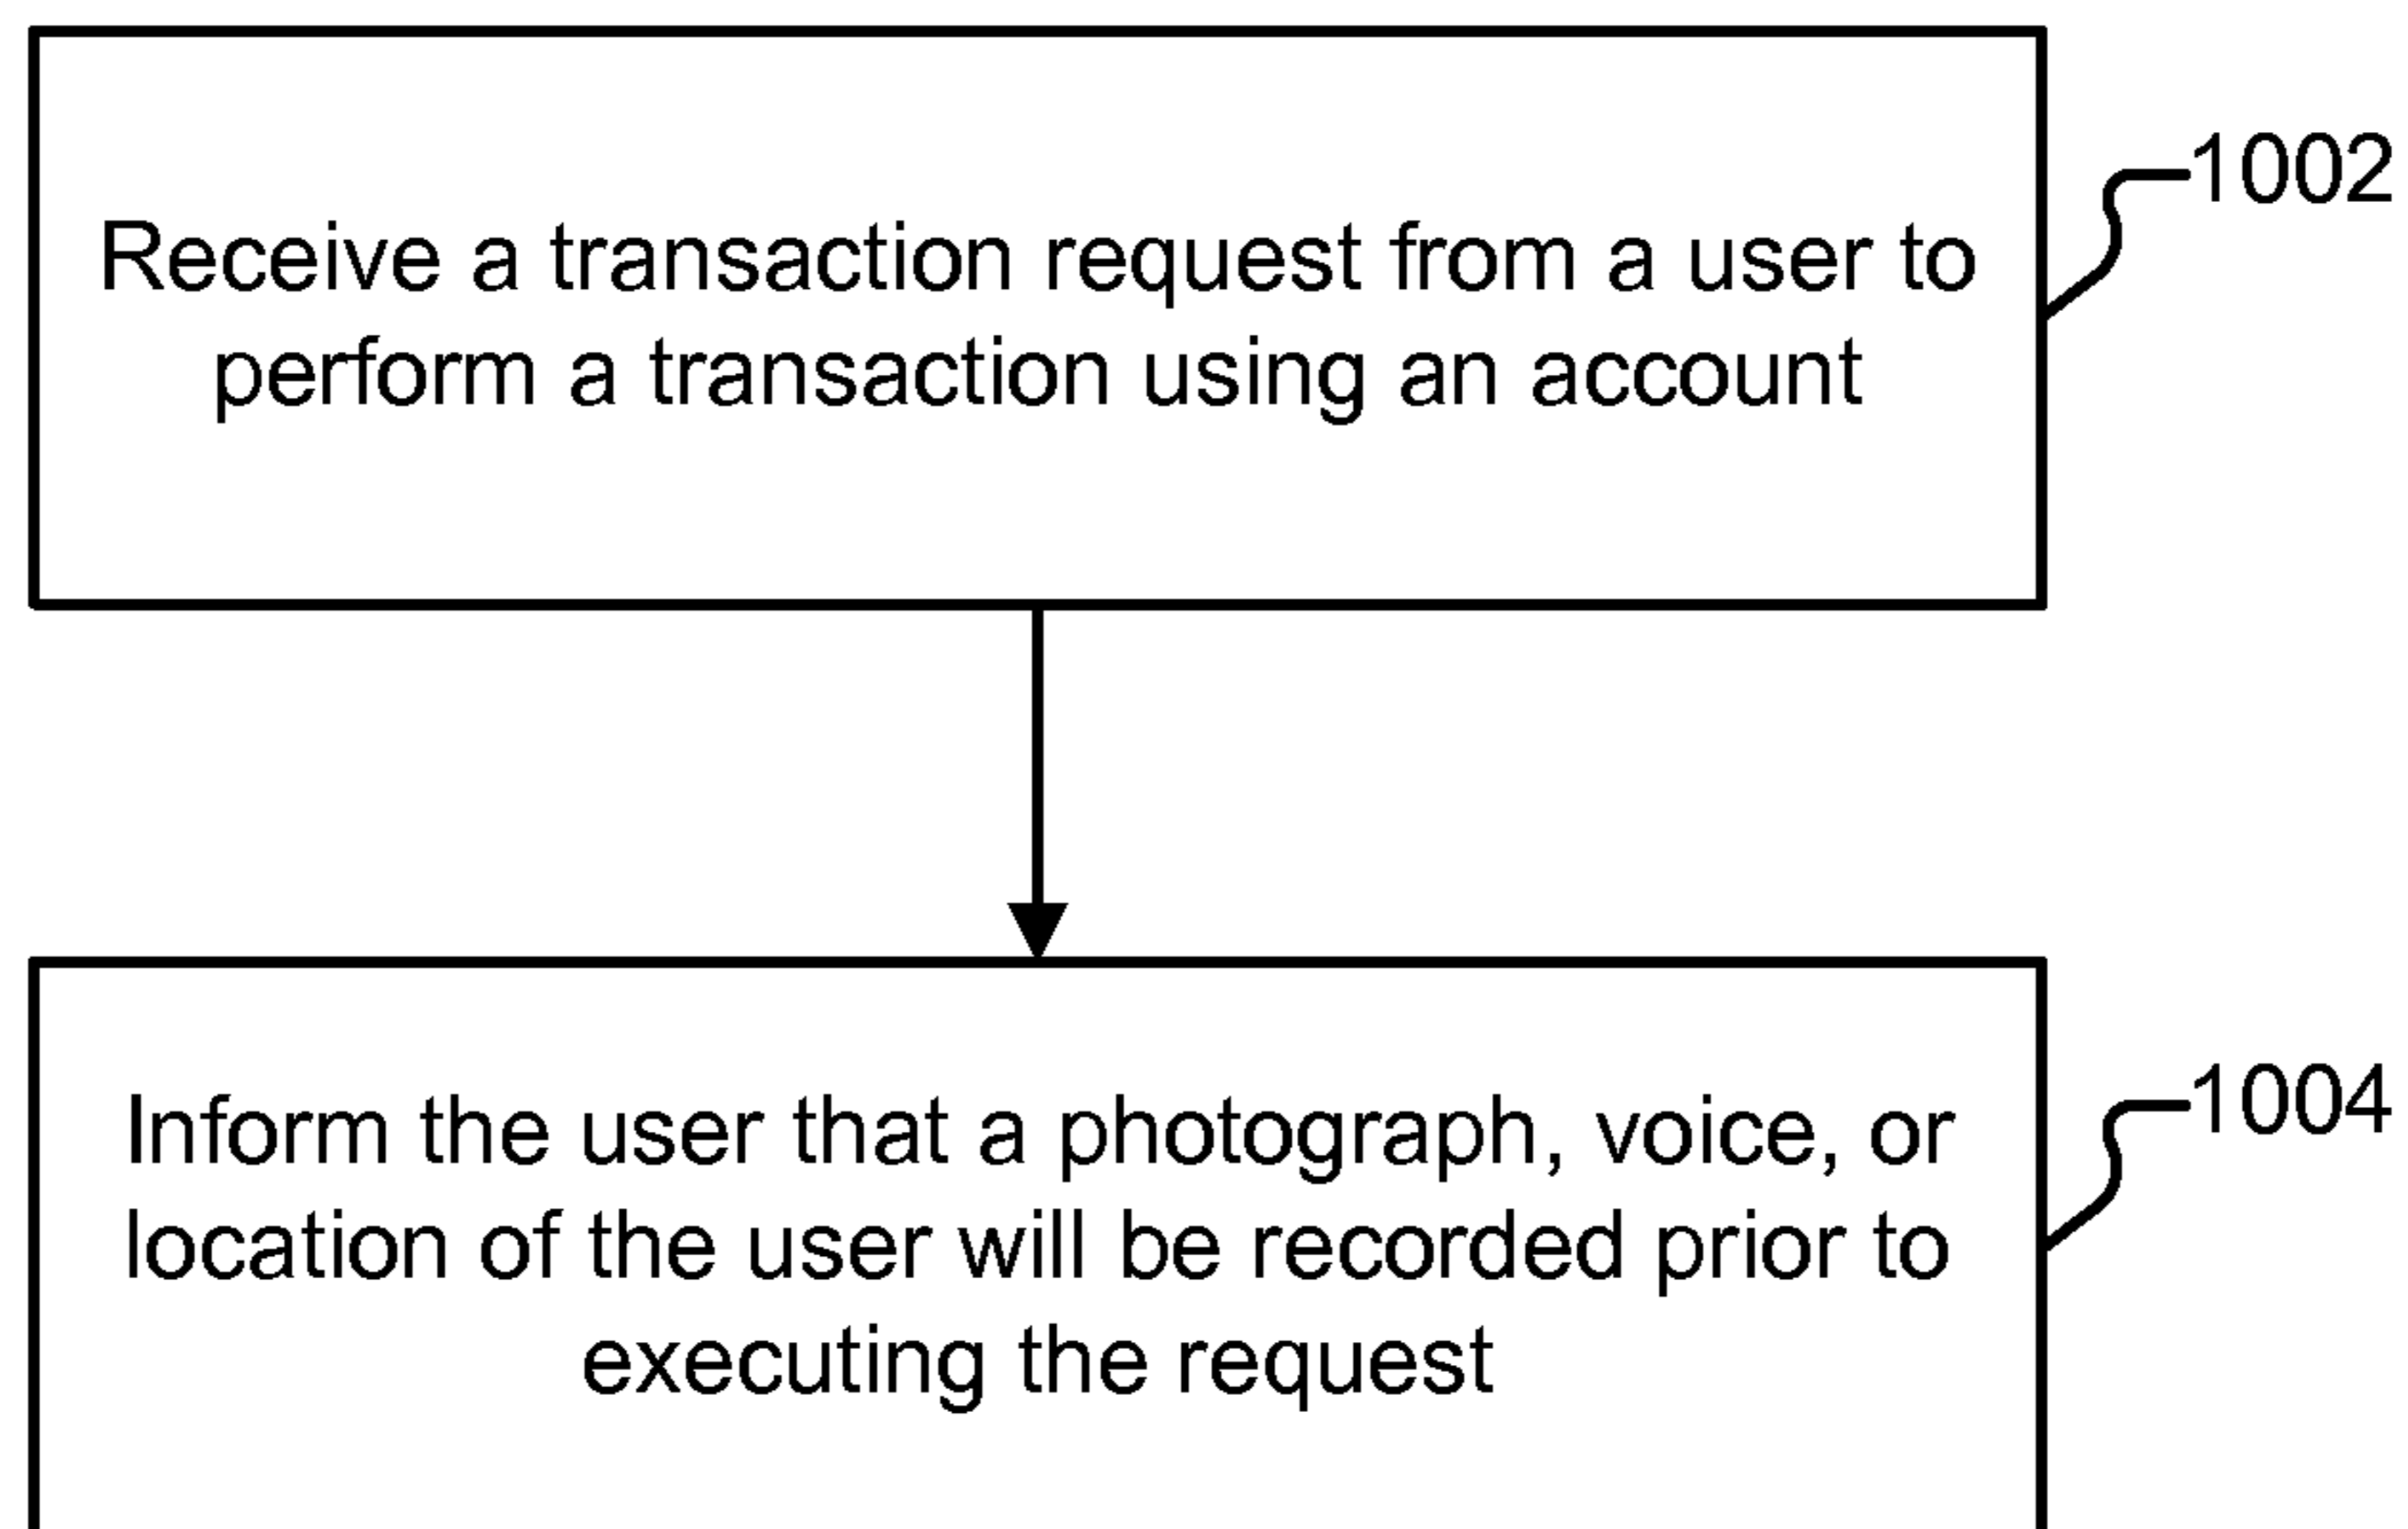 1002
Receive a transaction request from a user to
perform a transaction using an account
1004
Inform the user that a photograph, voice, or
location of the user will be recorded prior to
executing the request